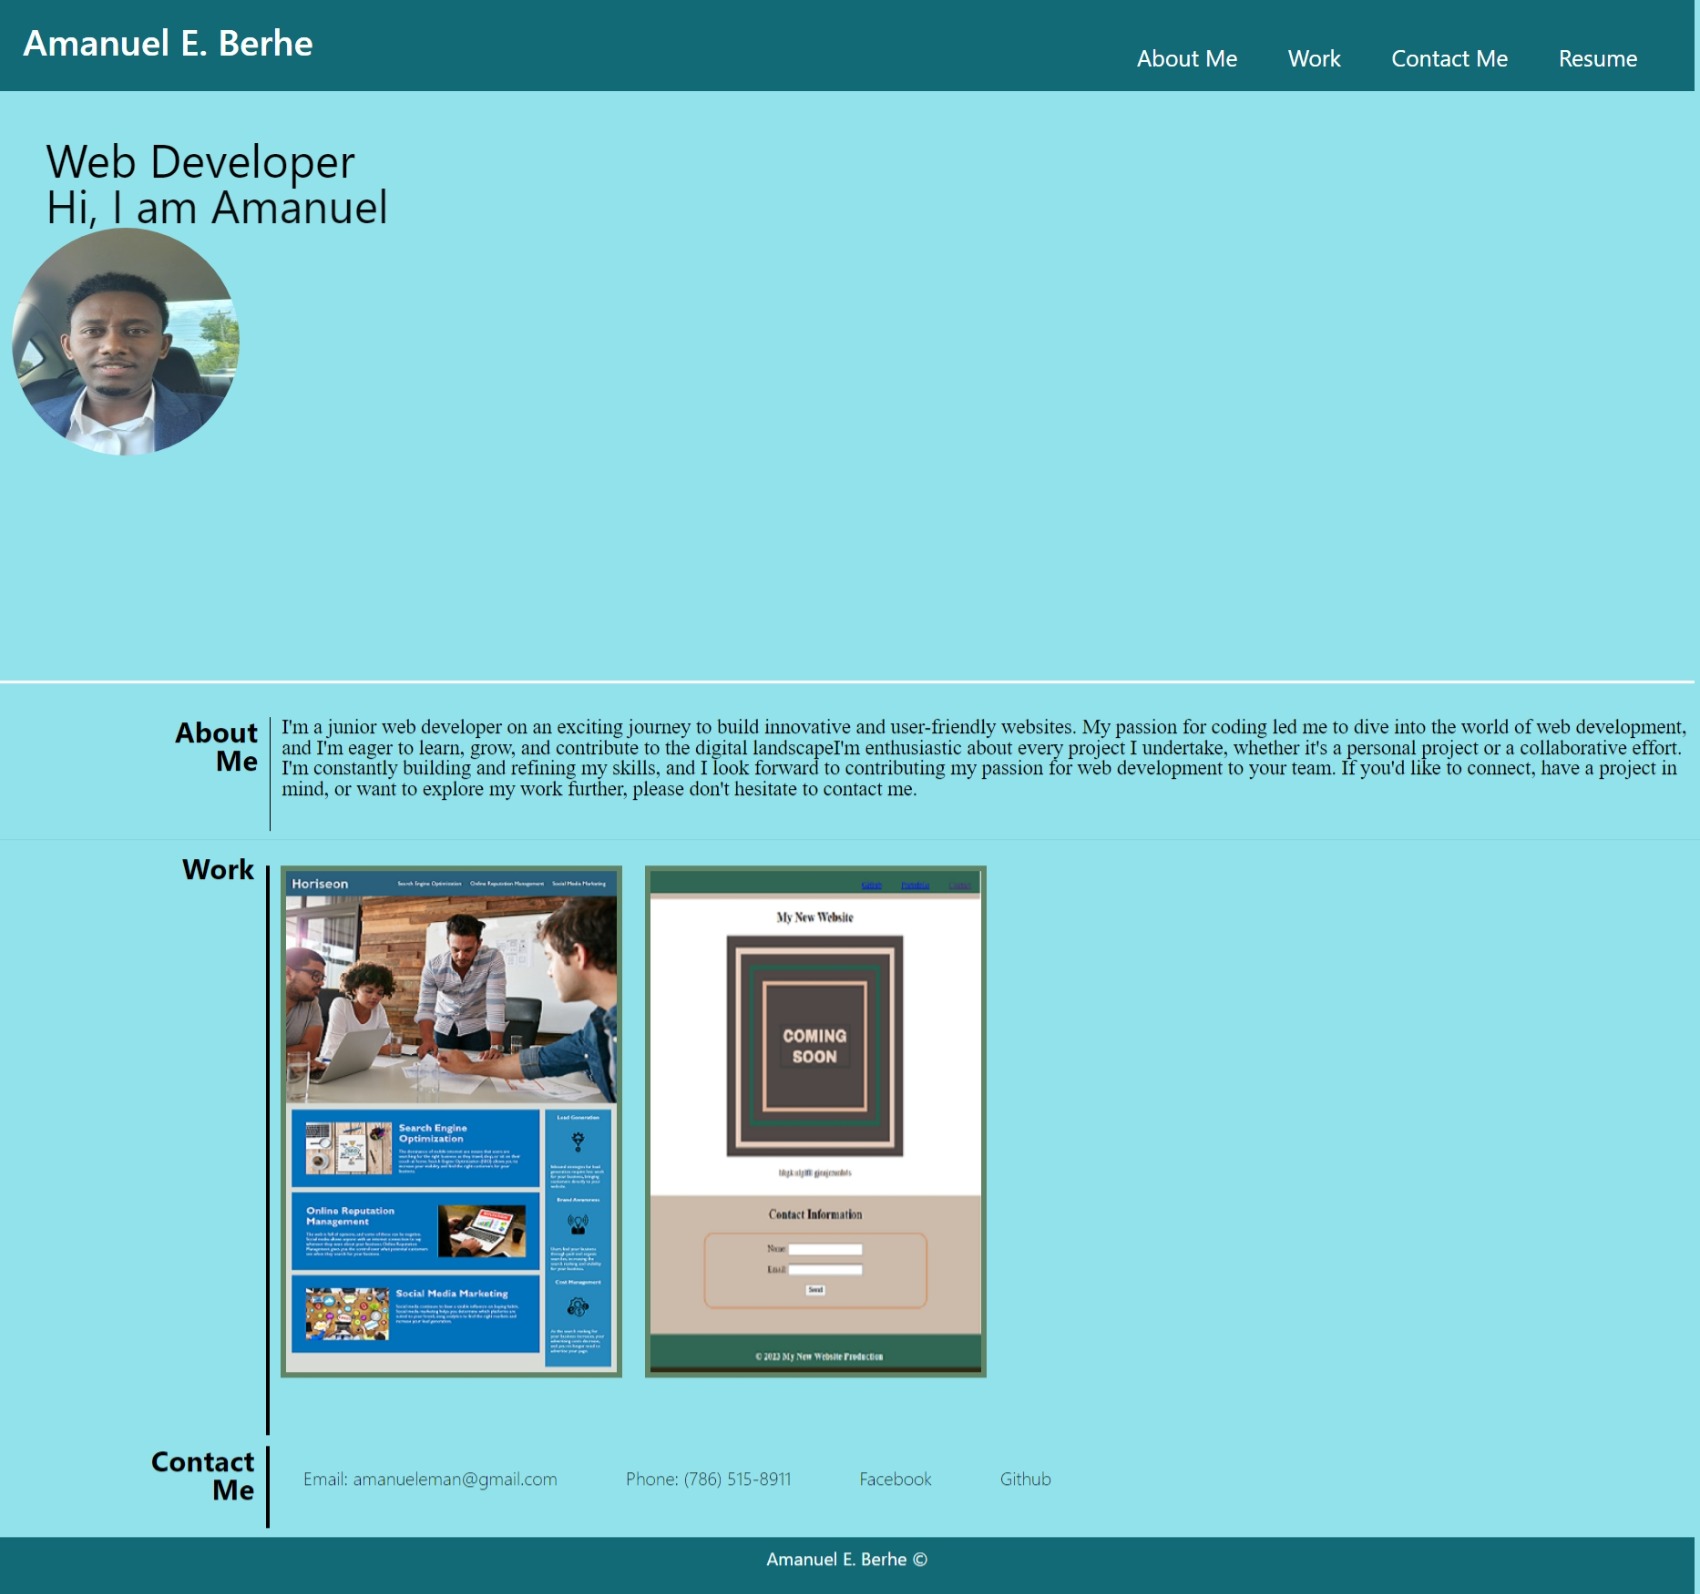 Amanuel E. Berhe
About Me Work Contact Me Resume
Web Developer
Hi, I am Amanuel
About
Me
I'm a junior web developer on an exciting journey to build innovative and user-friendly websites. My passion for coding led me to dive into the world of web development,
and I'm eager to learn, grow, and contribute to the digital landscapeI'm enthusiastic about every project I undertake, whether it's a personal project or a collaborative effort.
I'm constantly building and refining my skills, and I look forward to contributing my passion for web development to your team. If you'd like to connect, have a project in
mind, or want to explore my work further, please don't hesitate to contact me.
Work
Horiseon
Search Engine Optimization Online Reputation Management Social Media Marketing
Search Engine
Optimization
Online Reputation
Management
Social Media Marketing
Lead Generation
Brand Awareness
Cost Management
My New Website
COMING
SOON
Contact Information
Name
Email
Send
© 2023 My New Website Production
Contact
Me
Email: amanueleman@gmail.com Phone: (786) 515-8911 Facebook Github
Amanuel E. Berhe ©